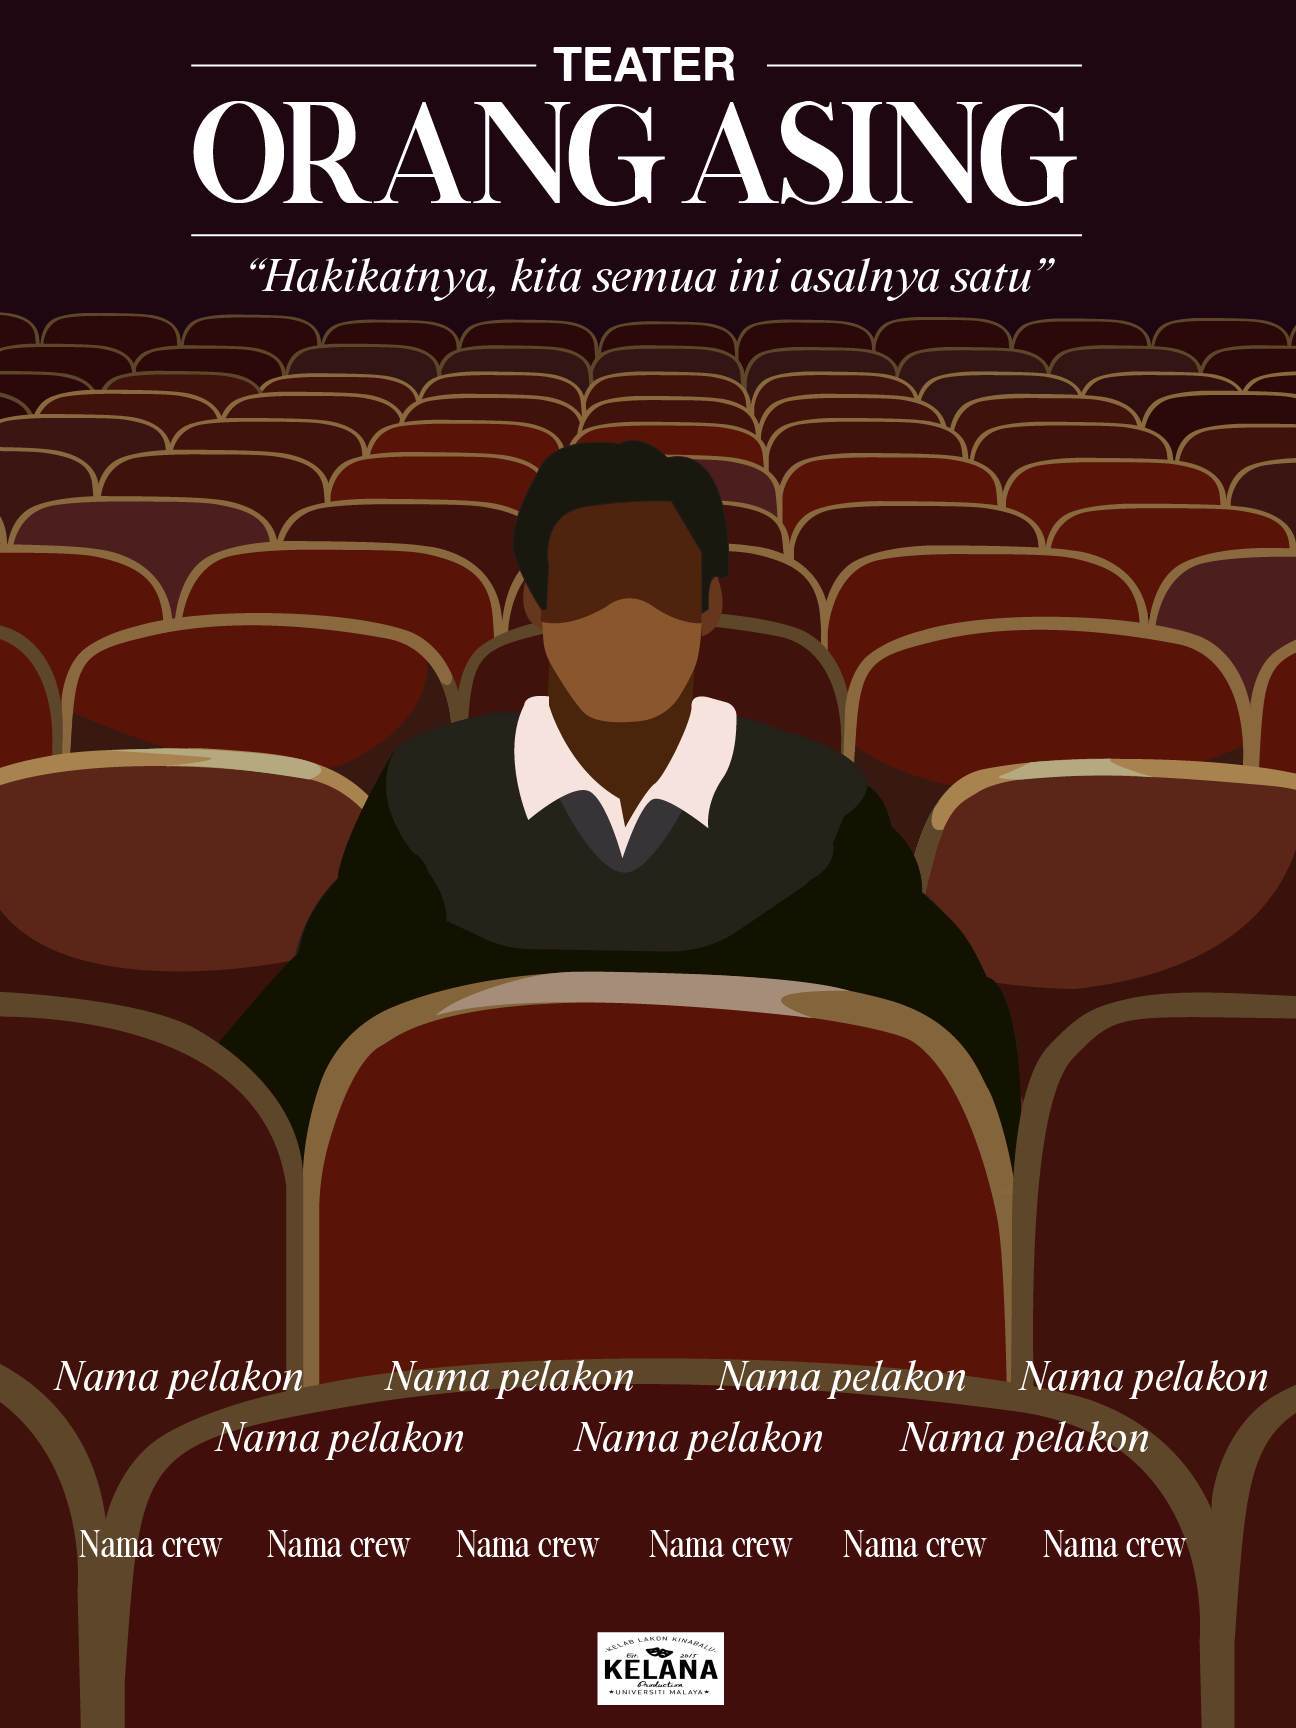 TEATER
ORANG ASING
“Hakikatnya, kita semua ini asalnya satu”
Nama pelakon Nama pelakon Nama pelakon Nama pelakon
Nama pelakon Nama pelakon Nama pelakon
Nama crew Nama crew Nama crew Nama crew Nama crew Nama crew
·KELAB LAKON KINABALU·
Est. 2015
KELANA
Production
★UNIVERSITI MALAYA★